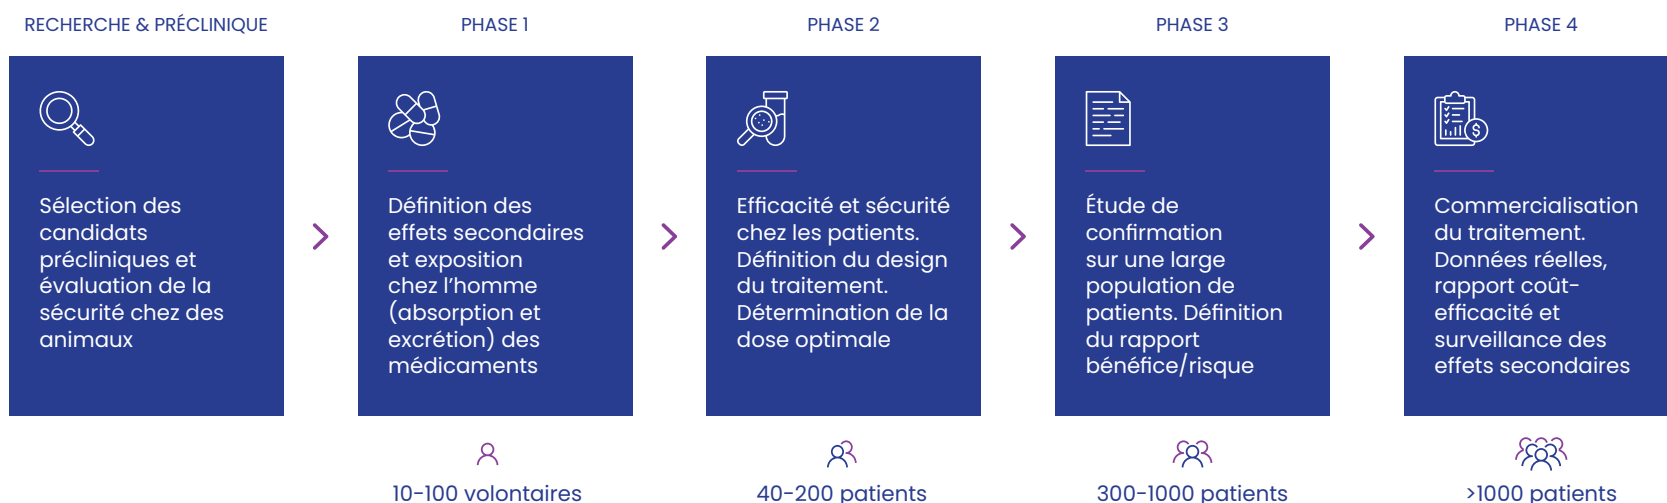 RECHERCHE & PRÉCLINIQUE
Sélection des
candidats
précliniques et
évaluation de la
sécurité chez des
animaux
PHASE 1
Définition des
effets secondaires
et exposition
chez l’homme
(absorption et
excrétion) des
médicaments
10-100 volontaires
PHASE 2
Efficacité et sécurité
chez les patients.
Définition du design
du traitement.
Détermination de la
dose optimale
40-200 patients
PHASE 3
Étude de
confirmation
sur une large
population de
patients. Définition
du rapport
bénéfice/risque
300-1000 patients
PHASE 4
Commercialisation
du traitement.
Données réelles,
rapport coût-
efficacité et
surveillance des
effets secondaires
>1000 patients